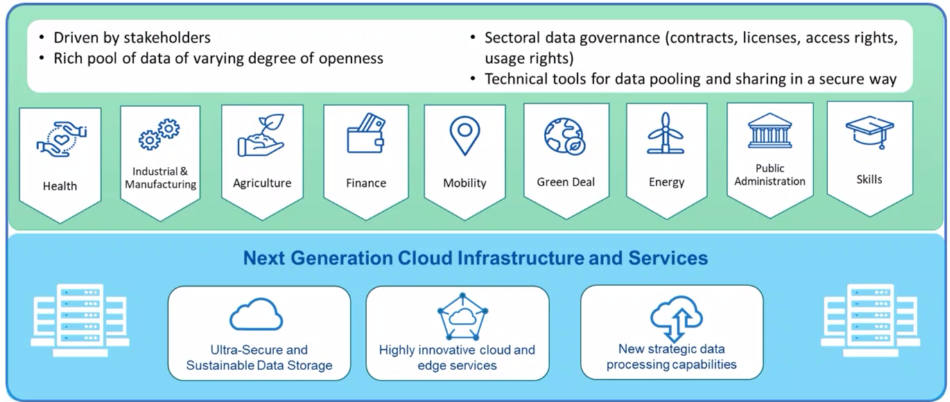 • Driven by stakeholders
• Rich pool of data of varying degree of openness
• Sectoral data governance (contracts, licenses, access rights,
usage rights)
• Technical tools for data pooling and sharing in a secure way
Health
Industrial &
Manufacturing
Agriculture
Finance
Mobility
Green Deal
Energy
Public
Administration
Skills
Next Generation Cloud Infrastructure and Services
Ultra-Secure and
Sustainable Data Storage
Highly innovative cloud and
edge services
New strategic data
processing capabilities